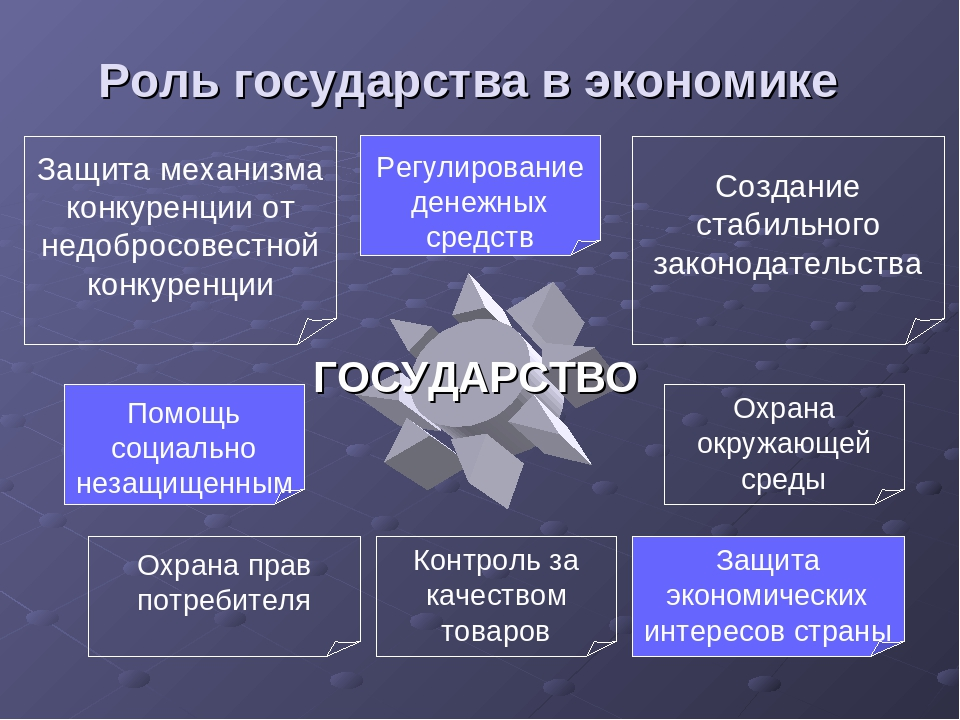 Роль государства в экономике
Защита механизма
конкуренции от
недобросовестной
конкуренции
Регулирование
денежных
средств
Создание
стабильного
законодательства
ГОСУДАРСТВО
Помощь
социально
незащищенным
Охрана
окружающей
среды
Охрана прав
потребителя
Контроль за
качеством
товаров
Защита
экономических
интересов страны